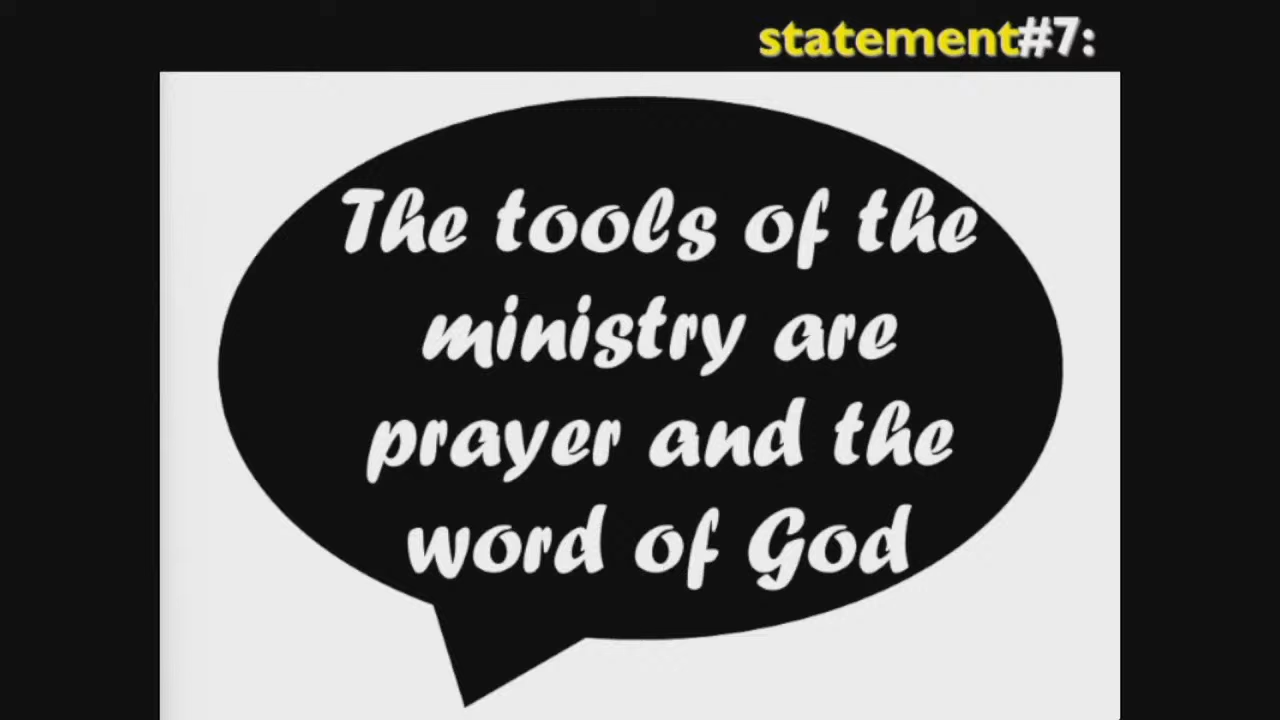 statement#7:
The tools of the
ministry are
prayer and the
word of God